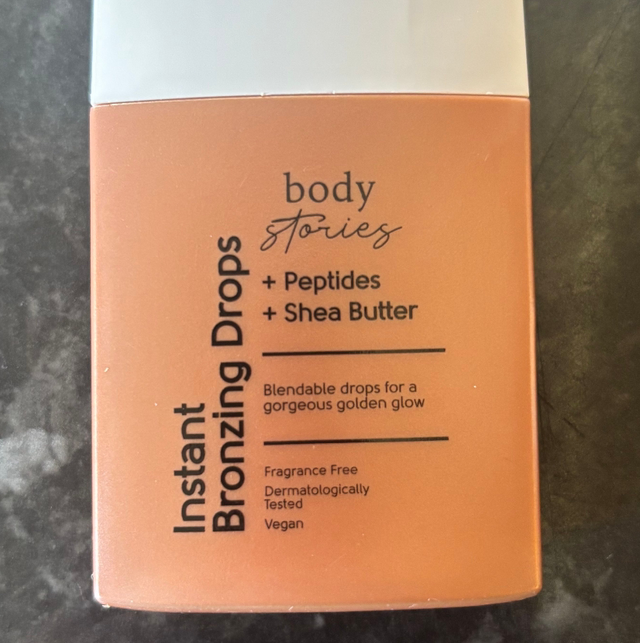 body
stories
Instant
Bronzing Drops
+ Peptides
+ Shea Butter
Blendable drops for a
gorgeous golden glow
Fragrance Free
Dermatologically
Tested
Vegan